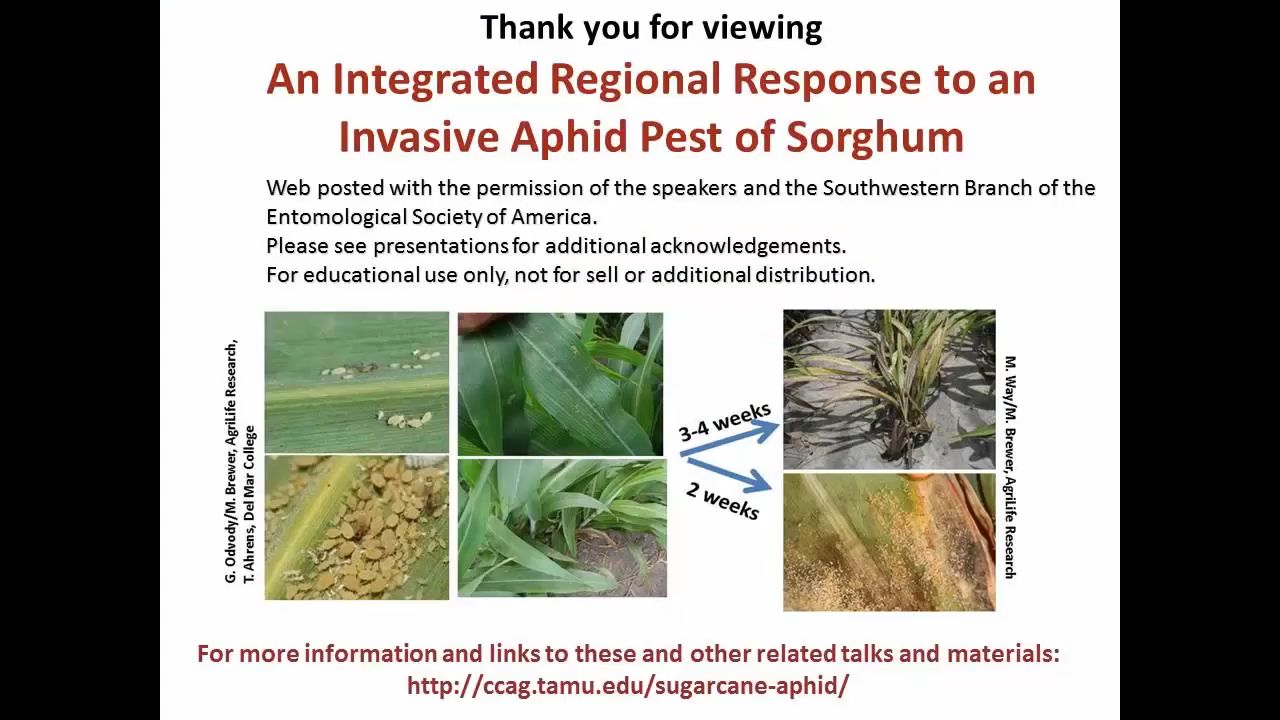 Thank you for viewing
An Integrated Regional Response to an
Invasive Aphid Pest of Sorghum
Web posted with the permission of the speakers and the Southwestern Branch of the
Entomological Society of America.
Please see presentations for additional acknowledgements.
For educational use only, not for sell or additional distribution.
G. Odvody/M. Brewer, AgriLife Research,
T. Ahrens, Del Mar College
3-4 weeks
2 weeks
M. Way/M. Brewer, AgriLife Research
For more information and links to these and other related talks and materials:
http://ccag.tamu.edu/sugarcane-aphid/